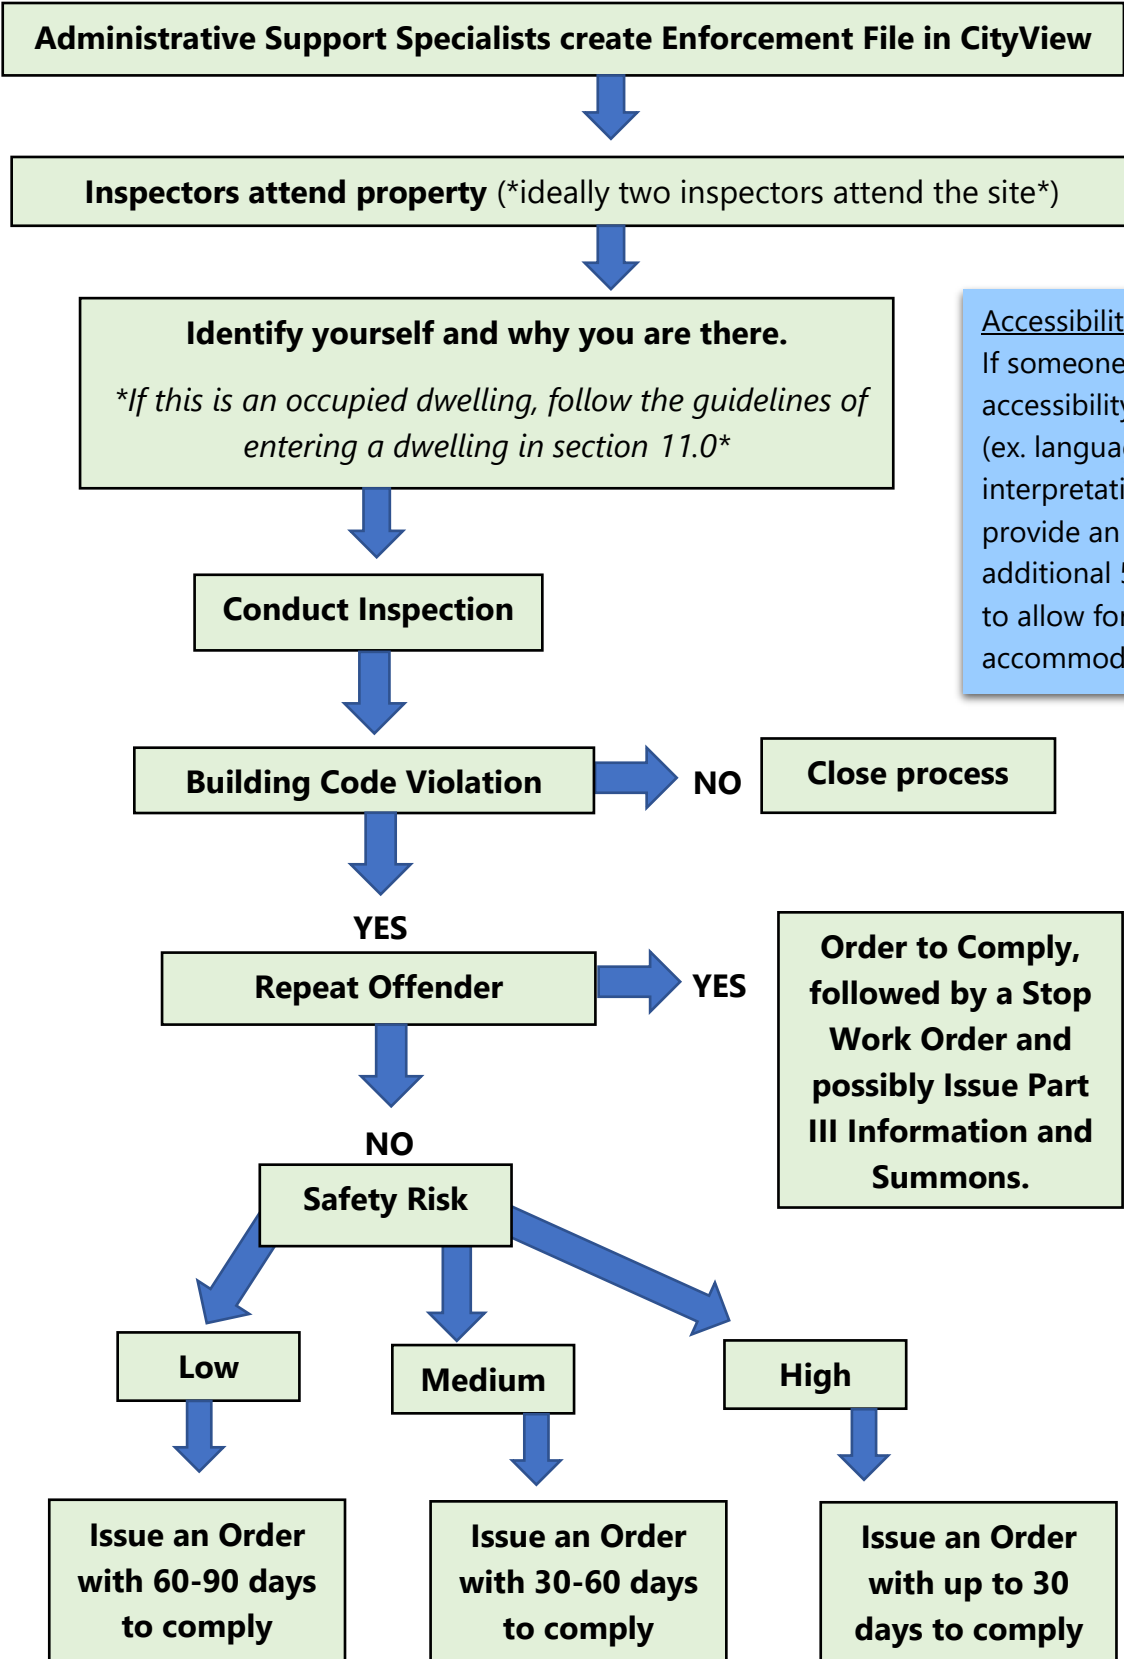 Administrative Support Specialists create Enforcement File in CityView
Inspectors attend property (*ideally two inspectors attend the site*)
Identify yourself and why you are there.
*If this is an occupied dwelling, follow the guidelines of
entering a dwelling in section 11.0*
If someone
(ex.
provide an
additional
Conduct Inspection
Building Code Violation
NO
Close process
YES
Repeat Offender
YES
Order to Comply,
followed by a Stop
Work Order and
possibly Issue Part
III Information and
Summons.
NO
Safety Risk
Low
Medium
High
Issue an Order
with 60-90 days
to comply
Issue an Order
with 30-60 days
to comply
Issue an Order
with up to 30
days to comply